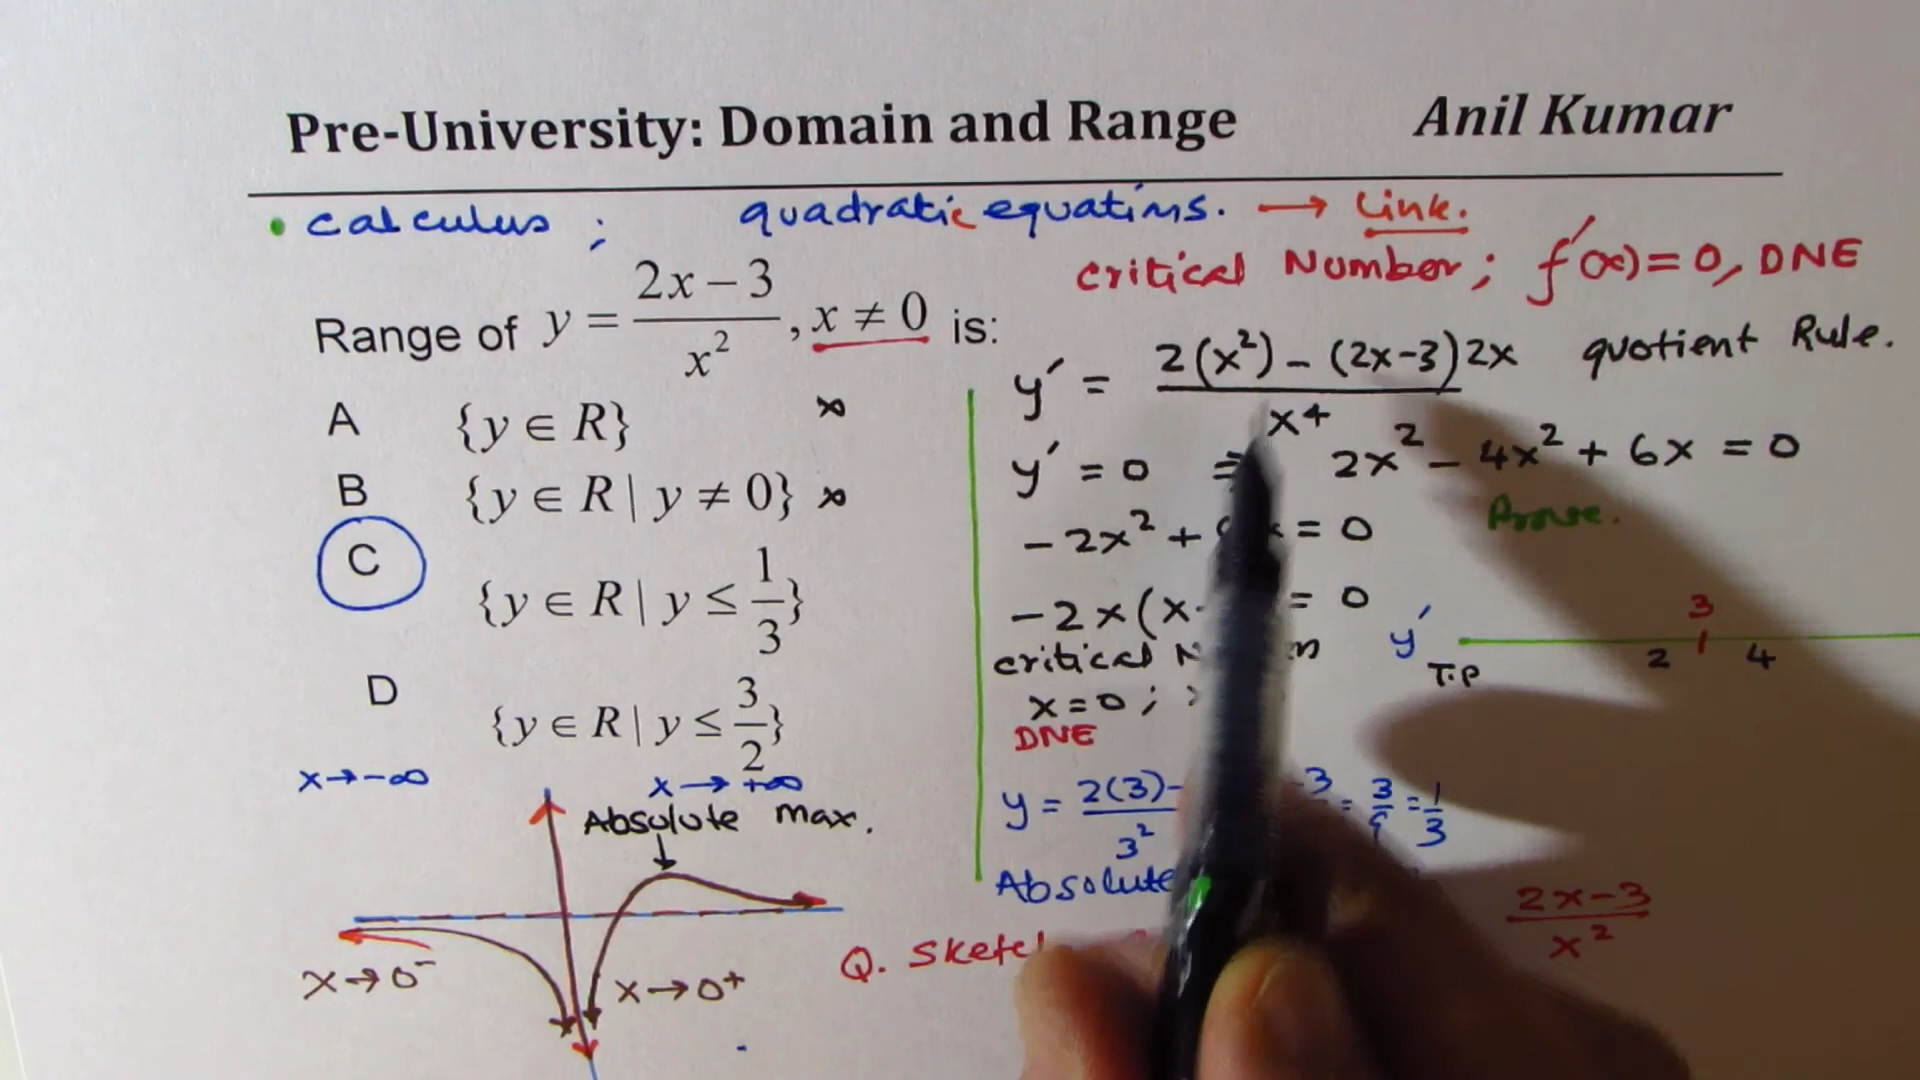 Pre-University: Domain and Range Anil Kumar
• calculus ; quadratic equations. → Link.
critical Number; f'(x) = 0, DNE
Range of y = (2x − 3)/x², x ≠ 0 is:
A {y ∈ R} ×
B {y ∈ R | y ≠ 0} ×
C {y ∈ R | y ≤ 1/3}
D {y ∈ R | y ≤ 3/2}
x → −∞ x → +∞
Absolute max.
x → 0⁻ x → 0⁺
y' = (2(x²) − (2x−3)2x)/x⁴ quotient Rule.
y' = 0 ⇒ 2x² − 4x² + 6x = 0
Prove.
−2x² + = 0
−2x(x = 0
critical
x = 0 ;
DNE
y' 3
T.P 2 4
y = 2(3)− /3² = 3/9 = 1/3
Absolute
Q. (2x−3)/x²